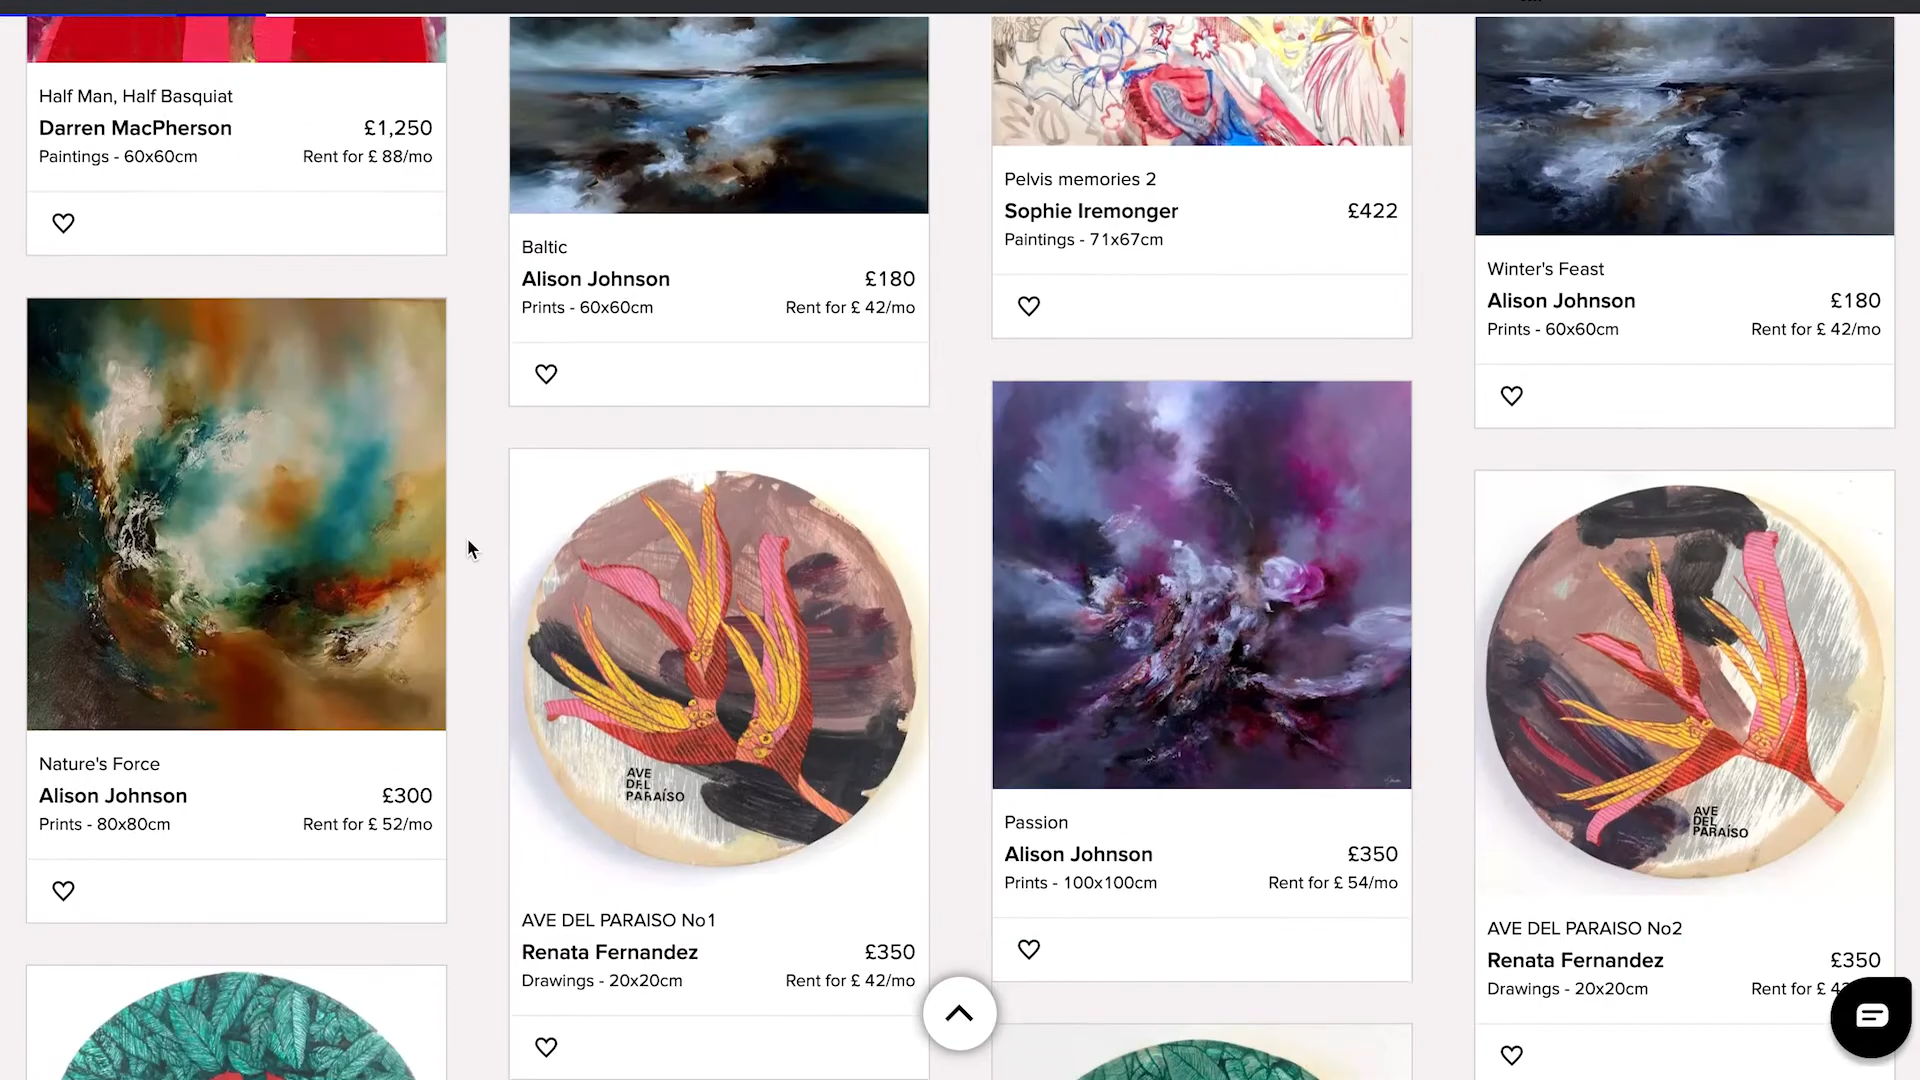 Half Man, Half Basquiat
Darren MacPherson £1,250
Paintings - 60x60cm Rent for £ 88/mo
Nature's Force
Alison Johnson £300
Prints - 80x80cm Rent for £ 52/mo
Baltic
Alison Johnson £180
Prints - 60x60cm Rent for £ 42/mo
AVE
DEL
PARAÍSO
AVE DEL PARAISO No1
Renata Fernandez £350
Drawings - 20x20cm Rent for £ 42/mo
Pelvis memories 2
Sophie Iremonger £422
Paintings - 71x67cm
Passion
Alison Johnson £350
Prints - 100x100cm Rent for £ 54/mo
Winter's Feast
Alison Johnson £180
Prints - 60x60cm Rent for £ 42/mo
AVE
DEL
PARAÍSO
AVE DEL PARAISO No2
Renata Fernandez £350
Drawings - 20x20cm Rent for £